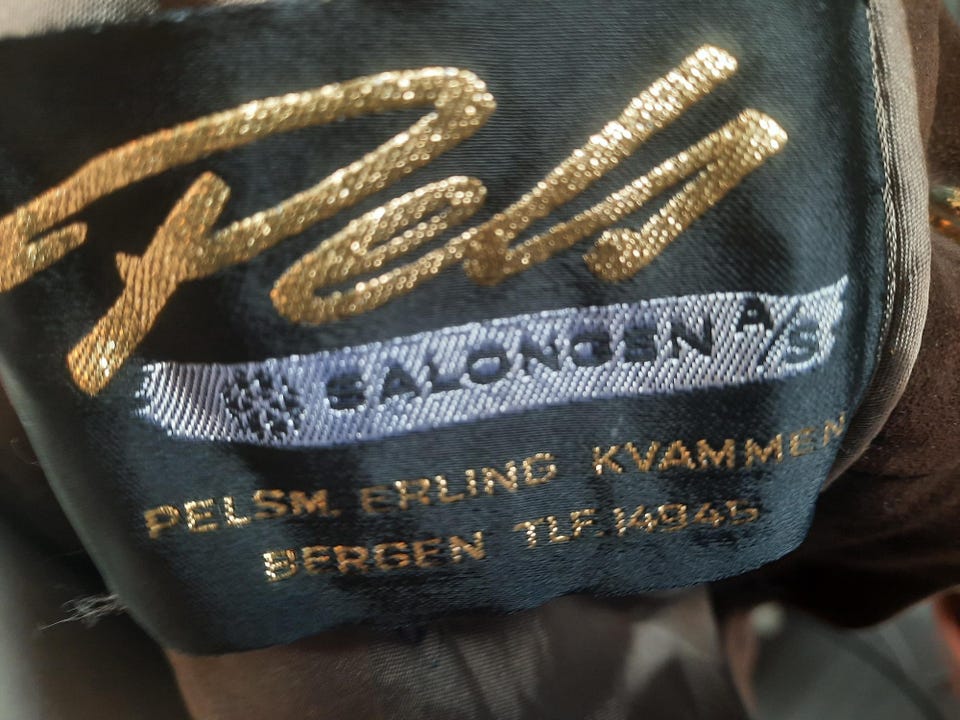 Pels
SALONGEN A/S
PELSM. ERLING KVAMMEN
BERGEN TLF. 14945